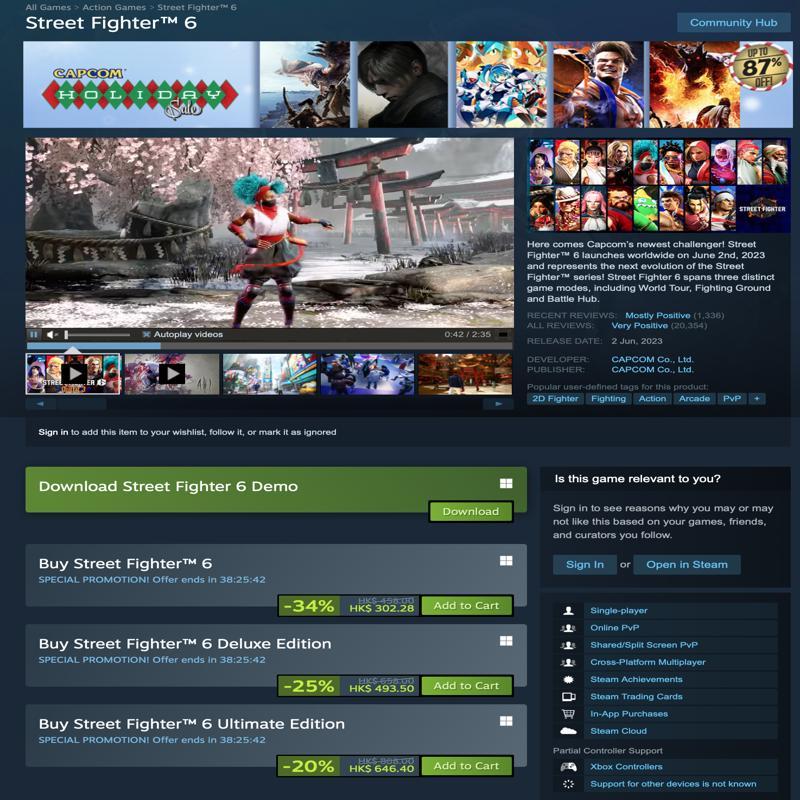 All Games > Action Games > Street Fighter™ 6
Street Fighter™ 6
Community Hub
CAPCOM
HOLIDAY
Sale
UP TO
87%
OFF!
STREET FIGHTER
Here comes Capcom's newest challenger! Street
Fighter™ 6 launches worldwide on June 2nd, 2023
and represents the next evolution of the Street
Fighter™ series! Street Fighter 6 spans three distinct
game modes, including World Tour, Fighting Ground
and Battle Hub.
RECENT REVIEWS: Mostly Positive (1,336)
ALL REVIEWS: Very Positive (20,354)
RELEASE DATE: 2 Jun, 2023
DEVELOPER: CAPCOM Co., Ltd.
PUBLISHER: CAPCOM Co., Ltd.
Popular user-defined tags for this product:
2D Fighter Fighting Action Arcade PvP +
Autoplay videos 0:42 / 2:35
Sign in to add this item to your wishlist, follow it, or mark it as ignored
Download Street Fighter 6 Demo
Download
Buy Street Fighter™ 6
SPECIAL PROMOTION! Offer ends in 38:25:42
-34% HK$ 458.00 HK$ 302.28 Add to Cart
Buy Street Fighter™ 6 Deluxe Edition
SPECIAL PROMOTION! Offer ends in 38:25:42
-25% HK$ 658.00 HK$ 493.50 Add to Cart
Buy Street Fighter™ 6 Ultimate Edition
SPECIAL PROMOTION! Offer ends in 38:25:42
-20% HK$ 808.00 HK$ 646.40 Add to Cart
Is this game relevant to you?
Sign in to see reasons why you may or may
not like this based on your games, friends,
and curators you follow.
Sign In or Open in Steam
Single-player
Online PvP
Shared/Split Screen PvP
Cross-Platform Multiplayer
Steam Achievements
Steam Trading Cards
In-App Purchases
Steam Cloud
Partial Controller Support
Xbox Controllers
Support for other devices is not known